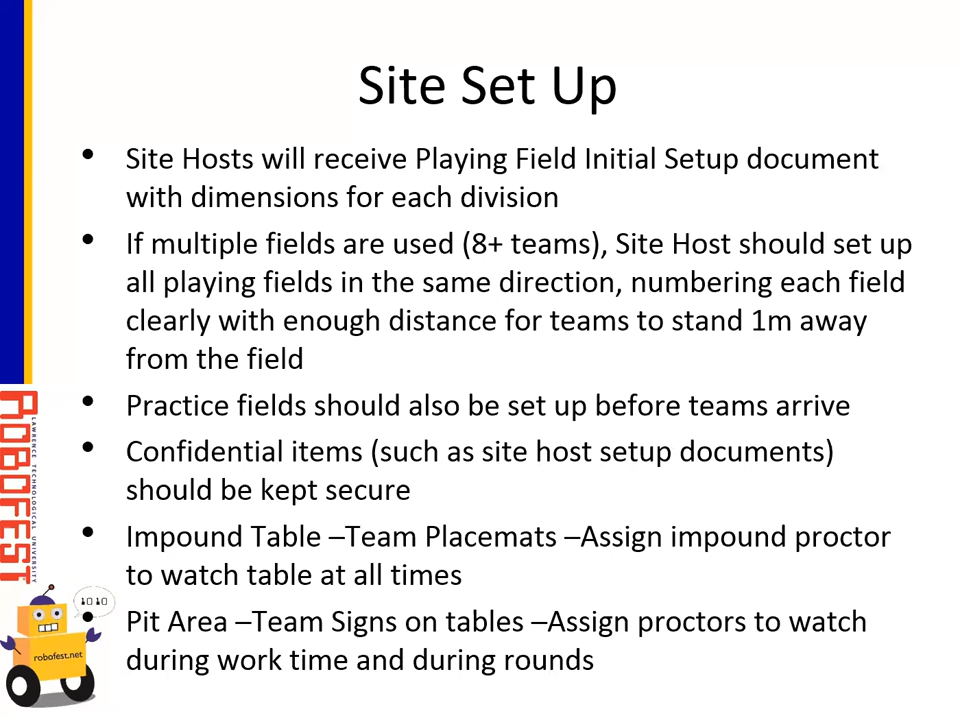 Site Set Up
• Site Hosts will receive Playing Field Initial Setup document
with dimensions for each division
• If multiple fields are used (8+ teams), Site Host should set up
all playing fields in the same direction, numbering each field
clearly with enough distance for teams to stand 1m away
from the field
• Practice fields should also be set up before teams arrive
• Confidential items (such as site host setup documents)
should be kept secure
• Impound Table –Team Placemats –Assign impound proctor
to watch table at all times
• Pit Area –Team Signs on tables –Assign proctors to watch
during work time and during rounds
ROBOFEST
LAWRENCE TECHNOLOGICAL UNIVERSITY
1010
robofest.net